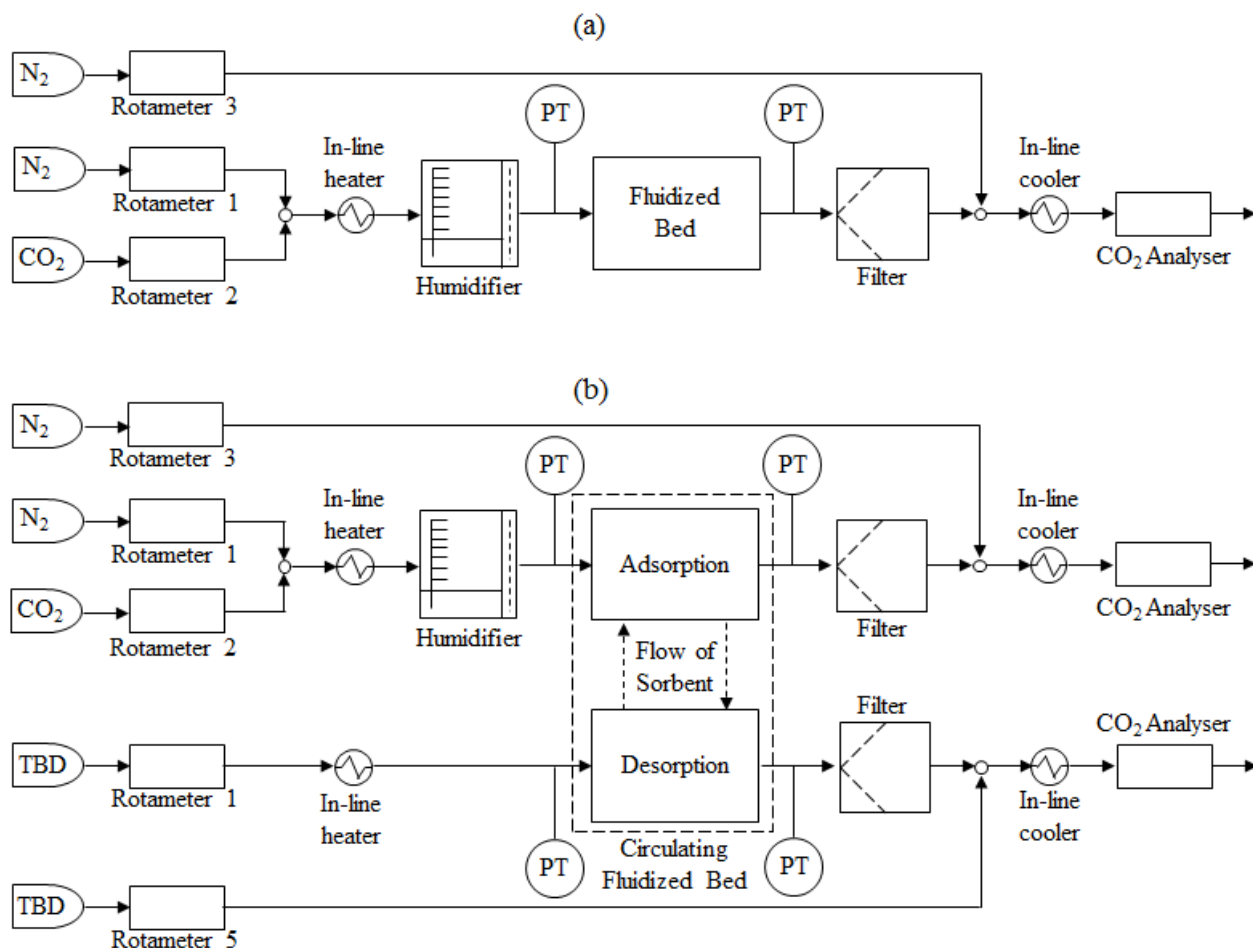 (a)
N2
Rotameter 3
PT
PT
N2
Rotameter 1
In-line
heater
Fluidized
Bed
In-line
cooler
CO2
Rotameter 2
Humidifier
Filter
CO2 Analyser
(b)
N2
Rotameter 3
PT
PT
N2
Rotameter 1
In-line
heater
Adsorption
In-line
cooler
CO2
Rotameter 2
Humidifier
Filter
CO2 Analyser
Flow of
Sorbent
TBD
Rotameter 1
In-line
heater
Desorption
Filter
In-line
cooler
CO2 Analyser
PT
PT
Circulating
Fluidized Bed
TBD
Rotameter 5